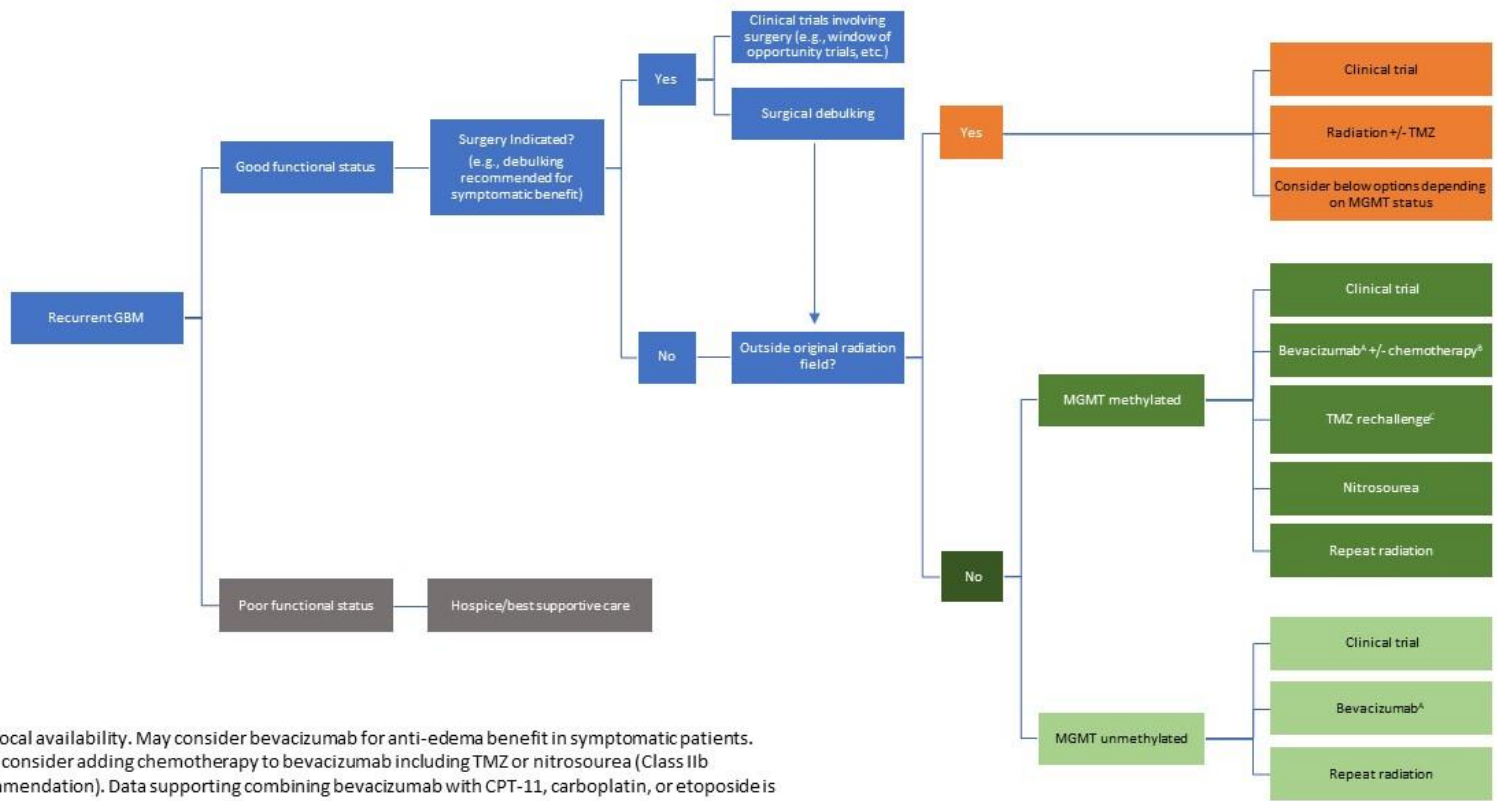 Recurrent GBM
Good functional status
Surgery Indicated?
(e.g., debulking
recommended for
symptomatic benefit)
Yes
Clinical trials involving
surgery (e.g., window of
opportunity trials, etc.)
Surgical debulking
No
Outside original radiation
field?
Yes
Clinical trial
Radiation +/- TMZ
Consider below options depending
on MGMT status
No
MGMT methylated
Clinical trial
Bevacizumabᴬ +/- chemotherapyᴮ
TMZ rechallengeᶜ
Nitrosourea
Repeat radiation
MGMT unmethylated
Clinical trial
Bevacizumabᴬ
Repeat radiation
Poor functional status
Hospice/best supportive care
ocal availability. May consider bevacizumab for anti-edema benefit in symptomatic patients.
consider adding chemotherapy to bevacizumab including TMZ or nitrosourea (Class IIb
mmendation). Data supporting combining bevacizumab with CPT-11, carboplatin, or etoposide is